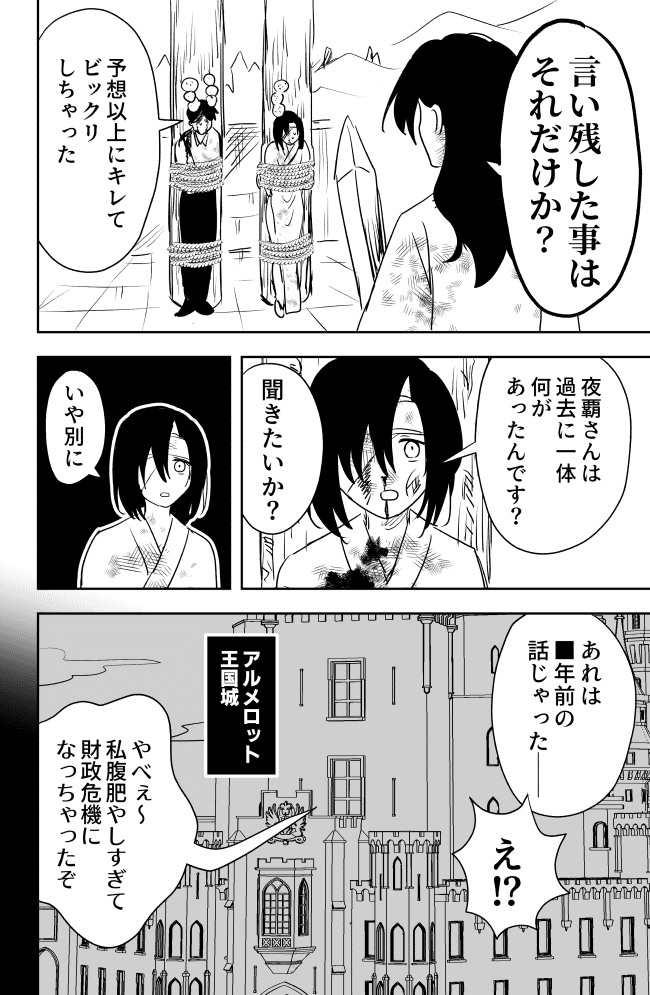 言い残した事は
それだけか？
予想以上にキレて
ビックリ
しちゃった
夜覇さんは
過去に一体
何が
あったんです？
聞きたいか？
いや別に
あれは
■年前の
話じゃった──
え!?
アルメロット
王国城
やべぇ〜
私腹肥やしすぎて
財政危機に
なっちゃったぞ